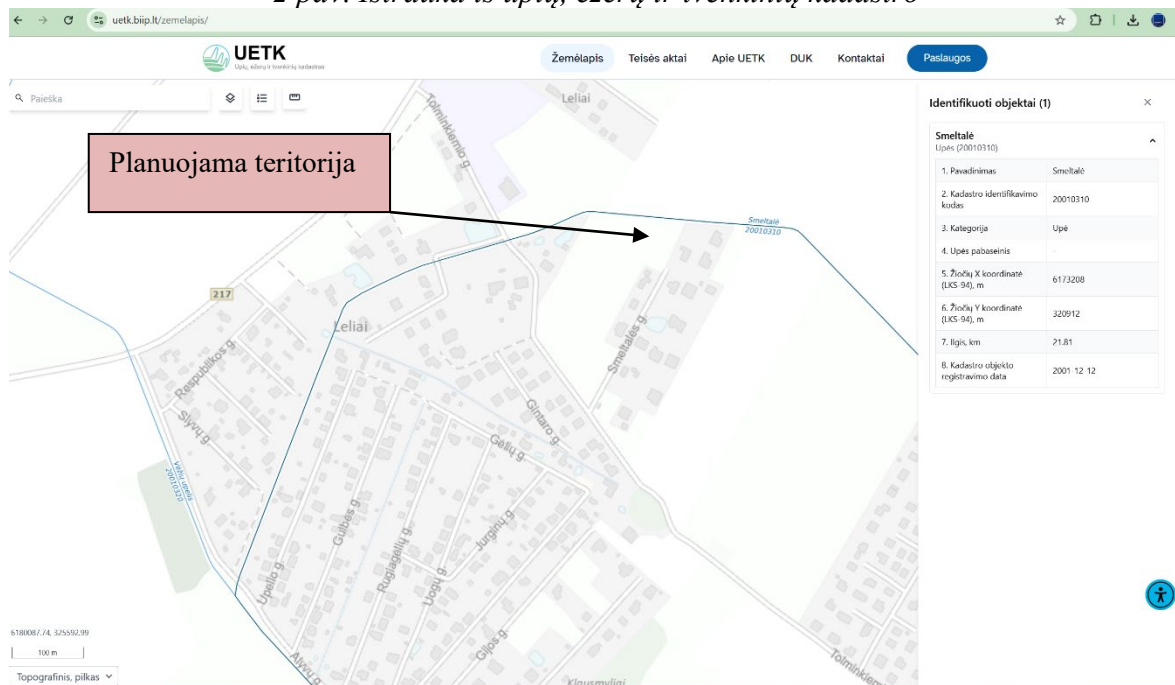 2 pav. Ištrauka iš upių, ežerų ir tvenkinių kadastro
uetk.biip.lt/zemelapis/
UETK
Upių, ežerų ir tvenkinių kadastras
Žemėlapis
Teisės aktai
Apie UETK
DUK
Kontaktai
Paslaugos
Paieška
Planuojama teritorija
Tolminkiemio g.
Leliai
Smeltalė
20010310
217
Leliai
Respublikos g.
Slyvų g.
Smeltalės g.
Gintaro g.
Gėlių g.
Vėžių upelis
20010320
Gulbės g.
Jurginų g.
Rugiagėlių g.
Uogų g.
Upelio g.
Gijos g.
Alyvų g.
Klausmyliai
6180087.74, 325592.99
100 m
Topografinis, pilkas
Identifikuoti objektai (1)
Smeltalė
Upės (20010310)
1. Pavadinimas Smeltalė
2. Kadastro identifikavimo
kodas 20010310
3. Kategorija Upė
4. Upės pabaseinis -
5. Žiočių X koordinatė
(LKS-94), m 6173208
6. Žiočių Y koordinatė
(LKS-94), m 320912
7. Ilgis, km 21.81
8. Kadastro objekto
registravimo data 2001-12-12